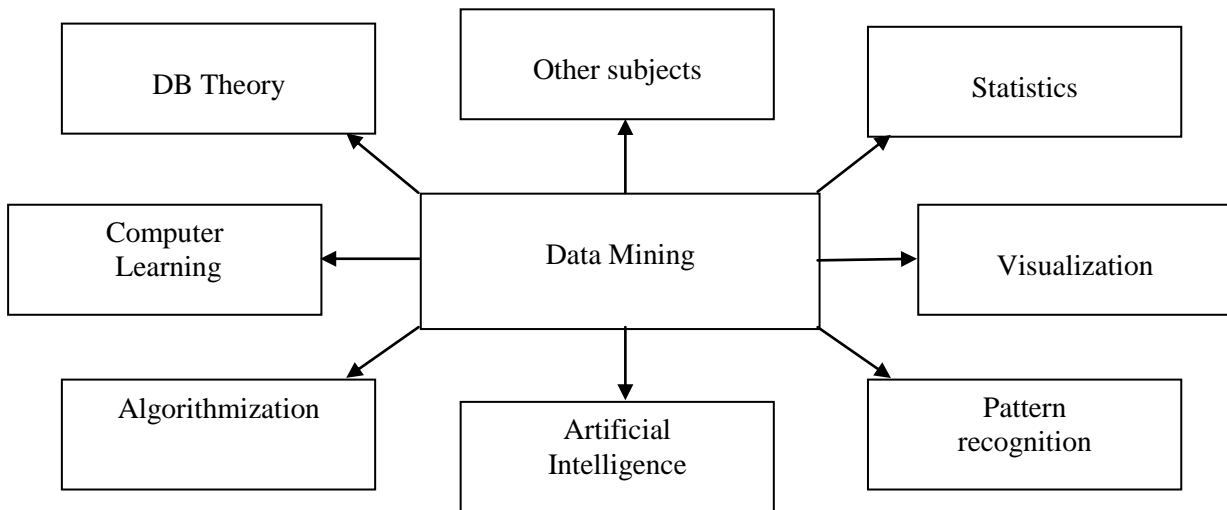 DB Theory
Other subjects
Statistics
Computer
Learning
Data Mining
Visualization
Algorithmization
Artificial
Intelligence
Pattern
recognition